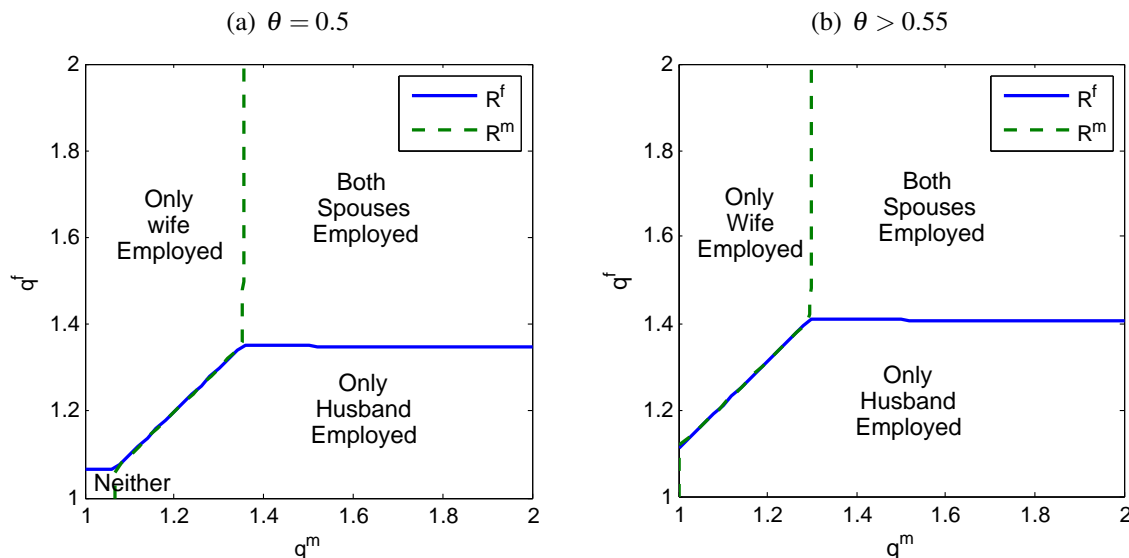 (a) θ = 0.5
2
1.8
1.6
1.4
1.2
1
q^f
1
1.2
1.4
1.6
1.8
2
q^m
R^f
R^m
Only
wife
Employed
Both
Spouses
Employed
Only
Husband
Employed
Neither
(b) θ > 0.55
2
1.8
1.6
1.4
1.2
1
q^f
1
1.2
1.4
1.6
1.8
2
q^m
R^f
R^m
Only
Wife
Employed
Both
Spouses
Employed
Only
Husband
Employed